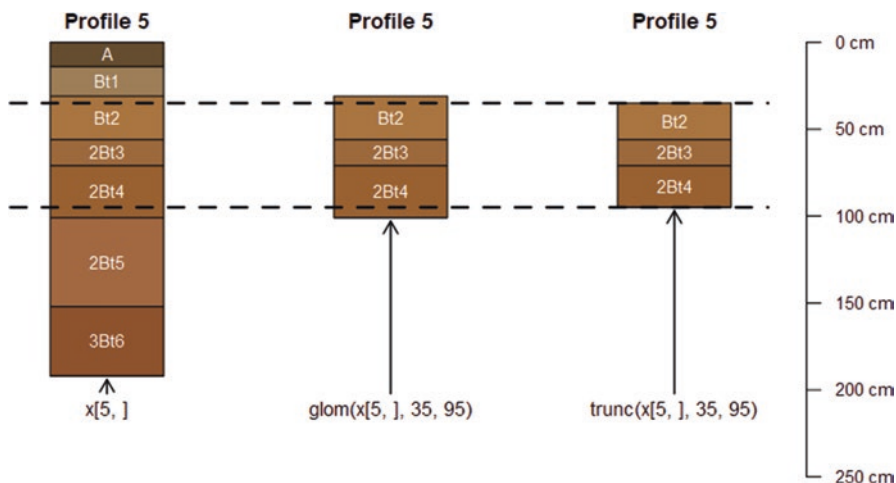 Profile 5
Profile 5
Profile 5
A
Bt1
Bt2
2Bt3
2Bt4
2Bt5
3Bt6
x[5, ]
Bt2
2Bt3
2Bt4
glom(x[5, ], 35, 95)
Bt2
2Bt3
2Bt4
trunc(x[5, ], 35, 95)
0 cm
50 cm
100 cm
150 cm
200 cm
250 cm